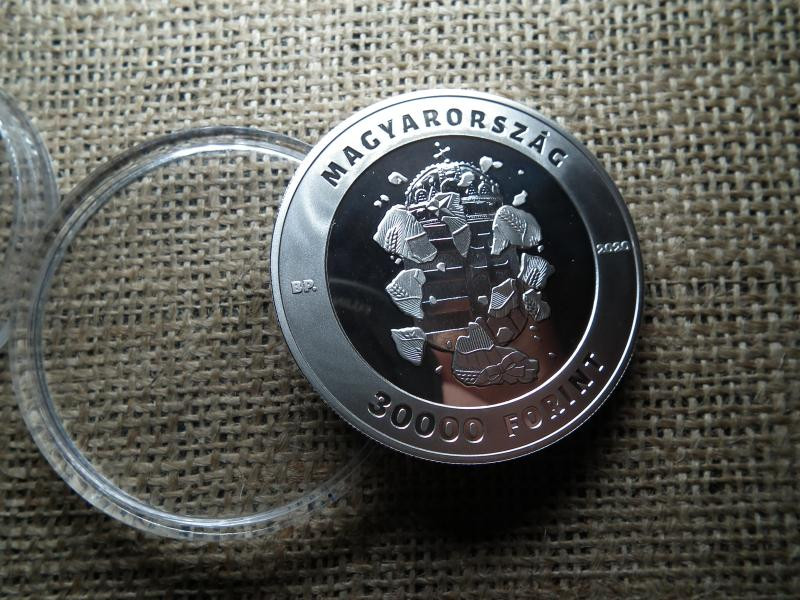 MAGYARORSZÁG
BP.
2020
30000 FORINT